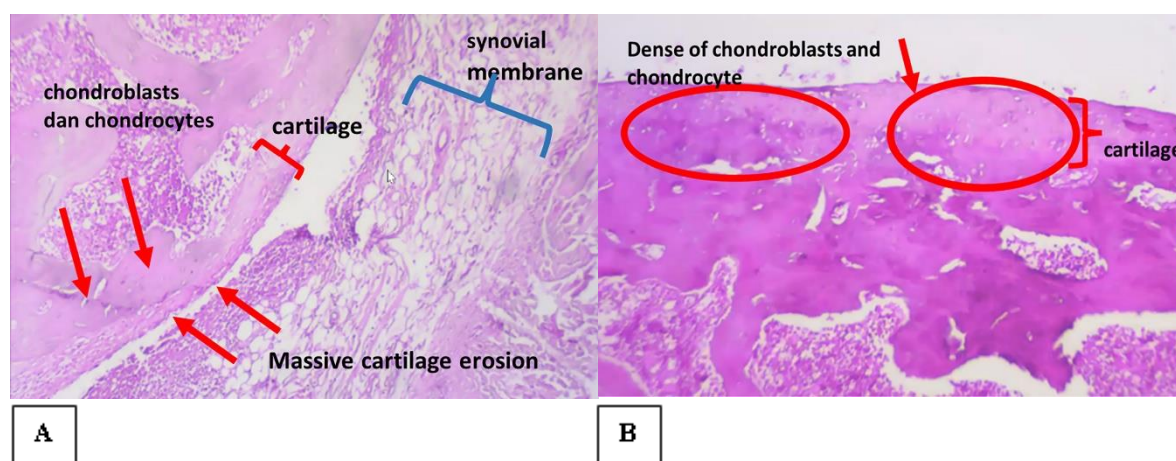 chondroblasts
dan chondrocytes
cartilage
synovial
membrane
Massive cartilage erosion
A
Dense of chondroblasts and
chondrocyte
cartilage
B